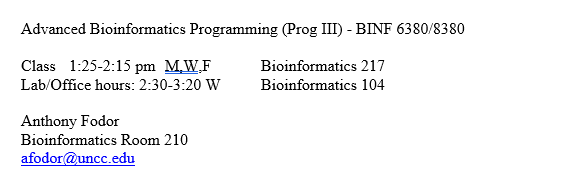 Advanced Bioinformatics Programming (Prog III) - BINF 6380/8380
Class 1:25-2:15 pm M,W,F Bioinformatics 217
Lab/Office hours: 2:30-3:20 W Bioinformatics 104
Anthony Fodor
Bioinformatics Room 210
afodor@uncc.edu